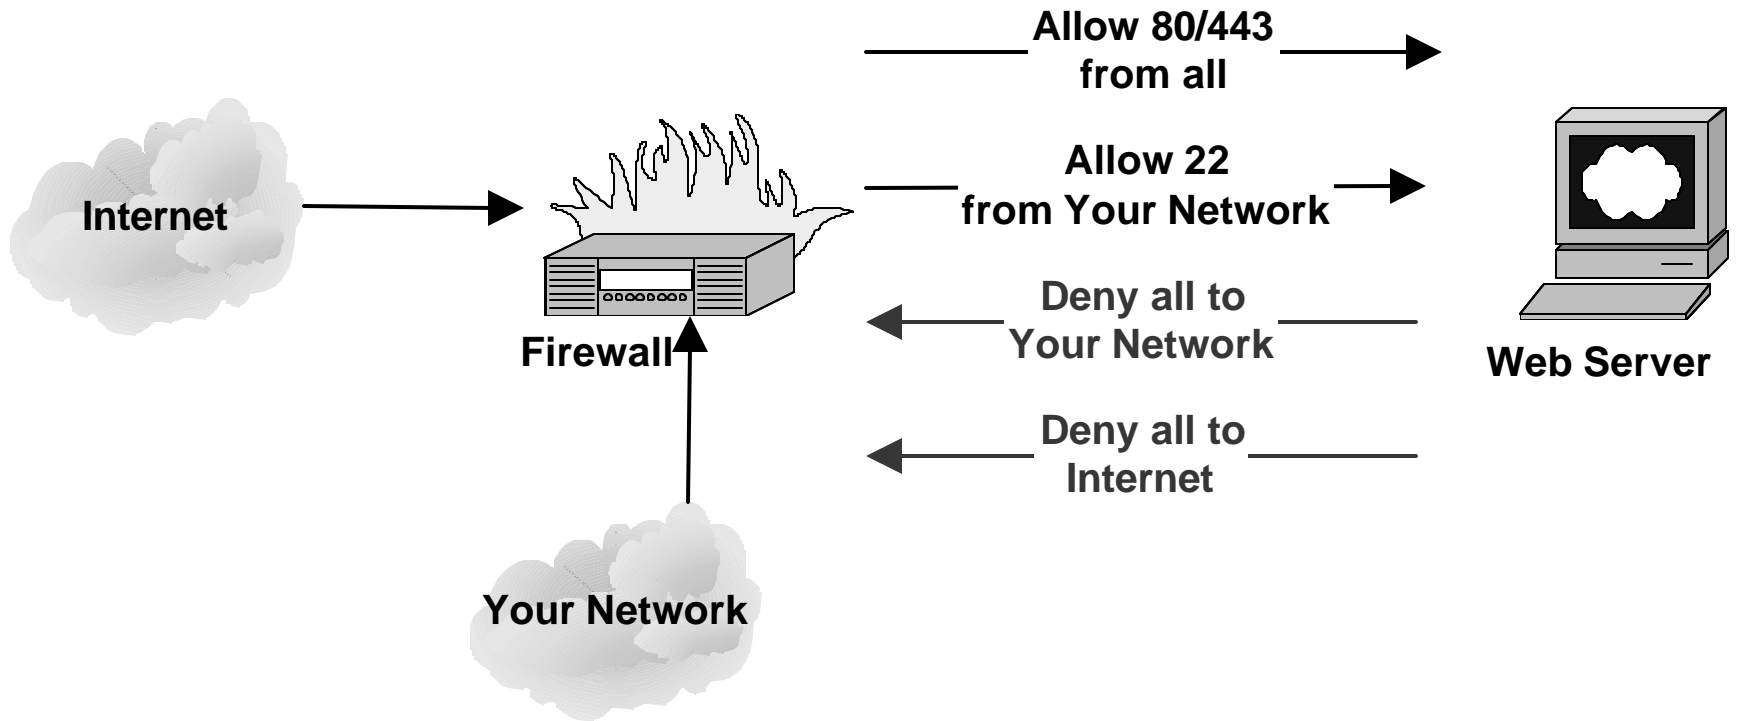 Allow 80/443
from all
Allow 22
from Your Network
Internet
Deny all to
Your Network
Firewall
Web Server
Deny all to
Internet
Your Network